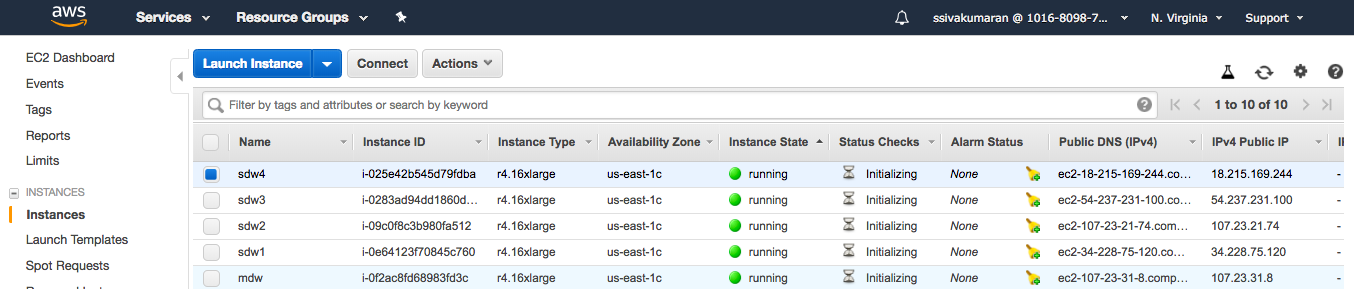 aws Services Resource Groups ssivakumaran @ 1016-8098-7... N. Virginia Support
EC2 Dashboard
Events
Tags
Reports
Limits
INSTANCES
Instances
Launch Templates
Spot Requests
Launch Instance Connect Actions
Filter by tags and attributes or search by keyword 1 to 10 of 10
Name Instance ID Instance Type Availability Zone Instance State Status Checks Alarm Status Public DNS (IPv4) IPv4 Public IP
sdw4 i-025e42b545d79fdba r4.16xlarge us-east-1c running Initializing None ec2-18-215-169-244.co... 18.215.169.244 -
sdw3 i-0283ad94dd1860d... r4.16xlarge us-east-1c running Initializing None ec2-54-237-231-100.co... 54.237.231.100 -
sdw2 i-09c0f8c3b980fa512 r4.16xlarge us-east-1c running Initializing None ec2-107-23-21-74.com... 107.23.21.74 -
sdw1 i-0e64123f70845c760 r4.16xlarge us-east-1c running Initializing None ec2-34-228-75-120.co... 34.228.75.120 -
mdw i-0f2ac8fd68983fd3c r4.16xlarge us-east-1c running Initializing None ec2-107-23-31-8.comp... 107.23.31.8 -